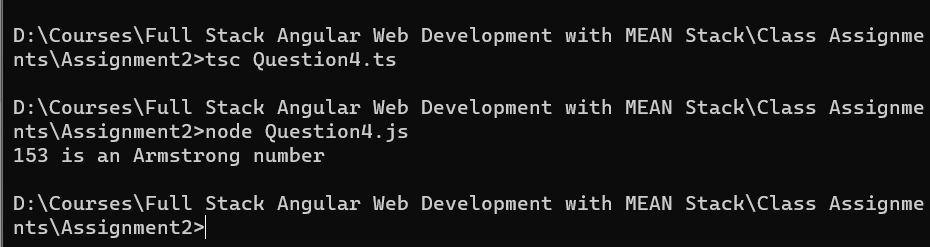 D:\Courses\Full Stack Angular Web Development with MEAN Stack\Class Assignme
nts\Assignment2>tsc Question4.ts
D:\Courses\Full Stack Angular Web Development with MEAN Stack\Class Assignme
nts\Assignment2>node Question4.js
153 is an Armstrong number
D:\Courses\Full Stack Angular Web Development with MEAN Stack\Class Assignme
nts\Assignment2>